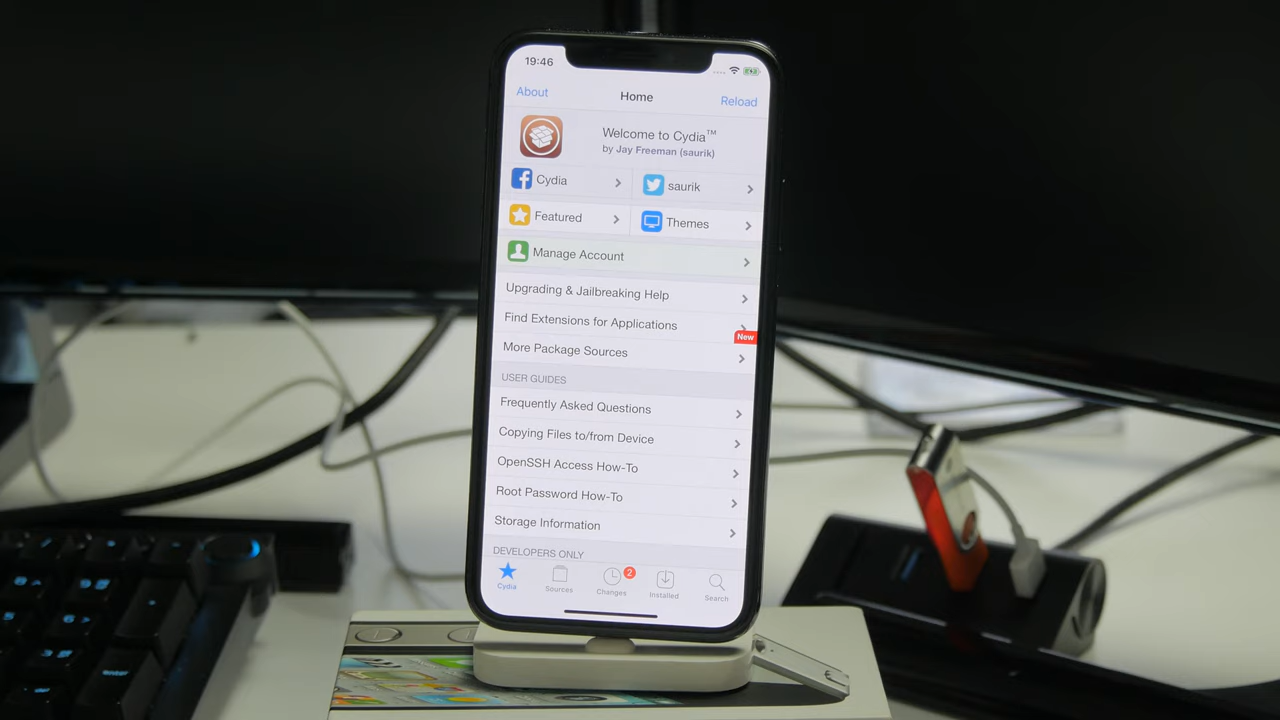 19:46
About
Home
Reload
Welcome to Cydia™
by Jay Freeman (saurik)
Cydia
saurik
Featured
Themes
Manage Account
Upgrading & Jailbreaking Help
Find Extensions for Applications
New
More Package Sources
USER GUIDES
Frequently Asked Questions
Copying Files to/from Device
OpenSSH Access How-To
Root Password How-To
Storage Information
DEVELOPERS ONLY
2
Cydia
Sources
Changes
Installed
Search
enter